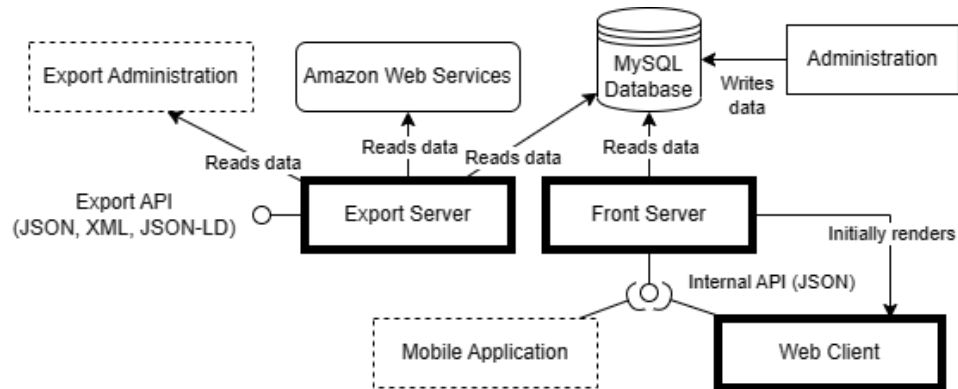 Export Administration
Amazon Web Services
MySQL
Database
Administration
Writes
data
Reads data
Reads data
Reads data
Reads data
Export API
(JSON, XML, JSON-LD)
Export Server
Front Server
Initially renders
Internal API (JSON)
Mobile Application
Web Client